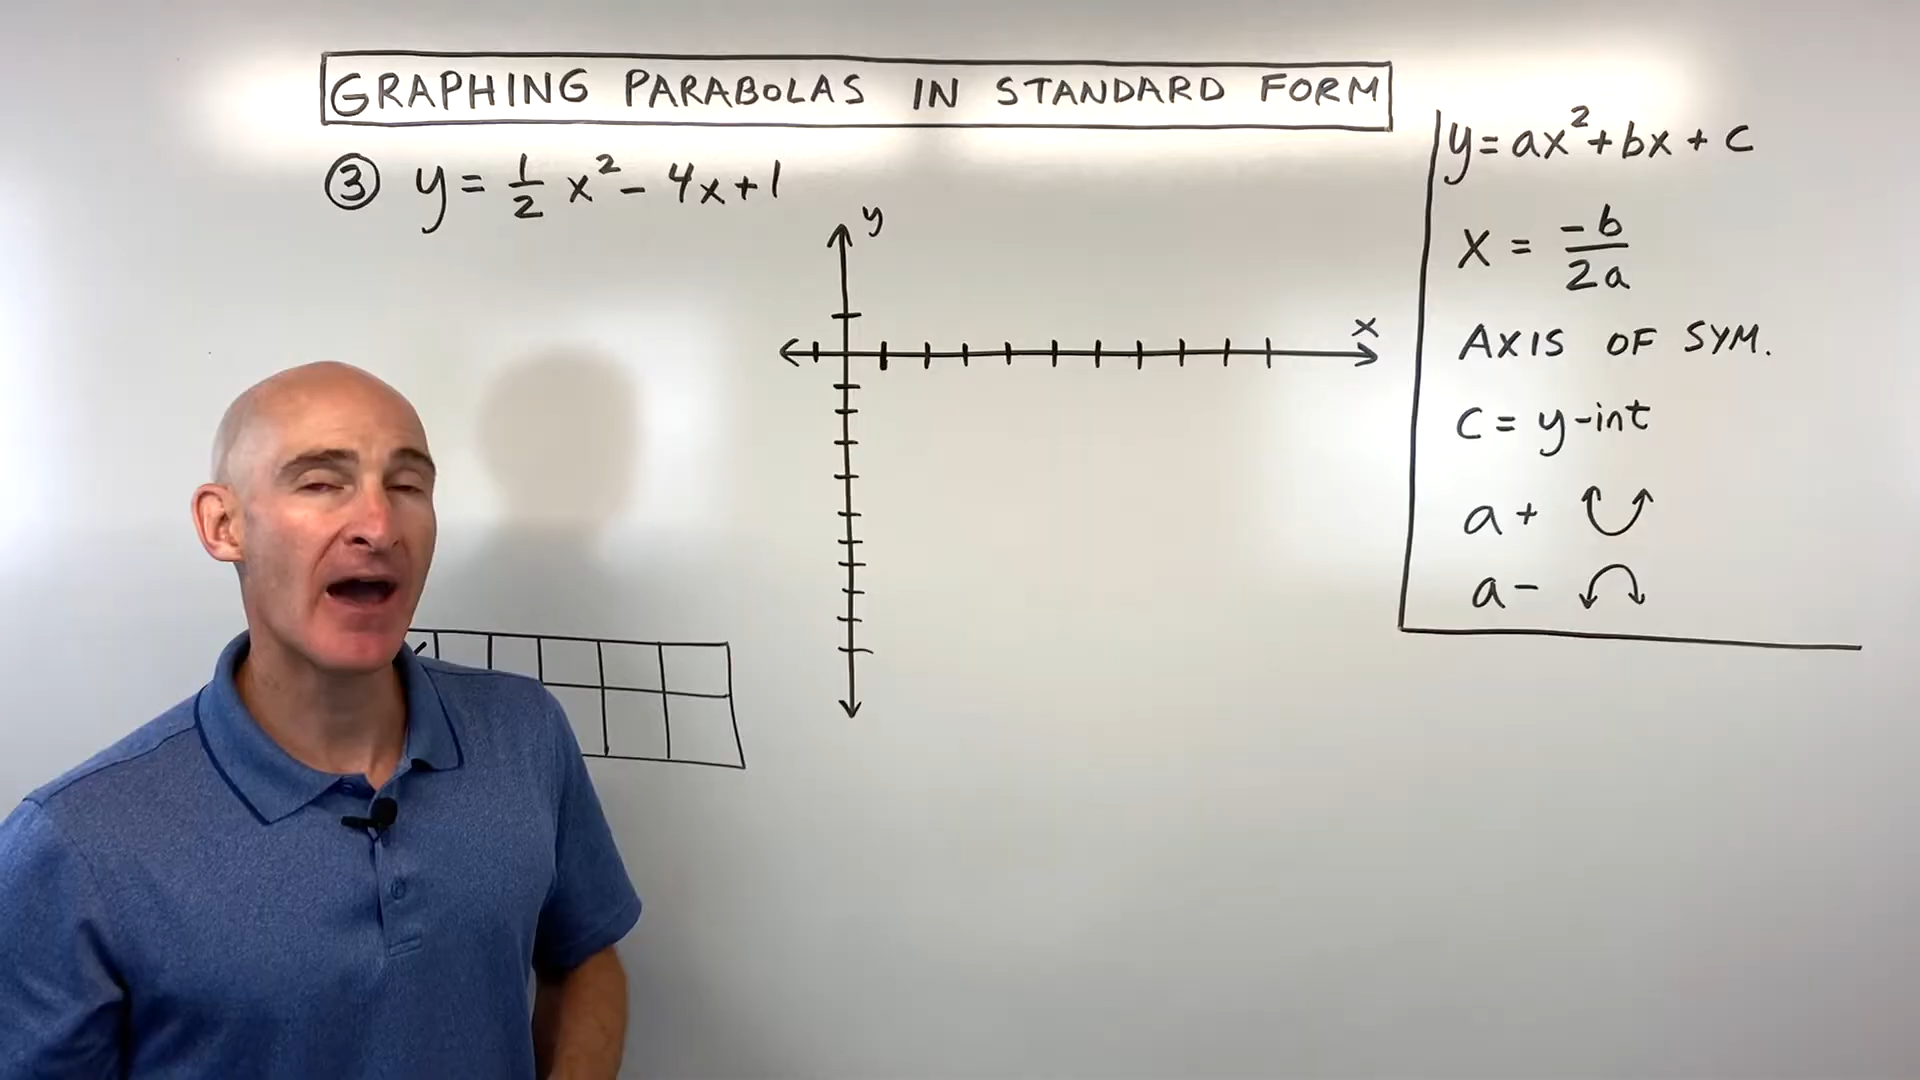 GRAPHING PARABOLAS IN STANDARD FORM
③ y = 1/2 x² - 4x + 1
y
x
y = ax² + bx + c
x = -b/2a
AXIS OF SYM.
c = y-int
a +
a -